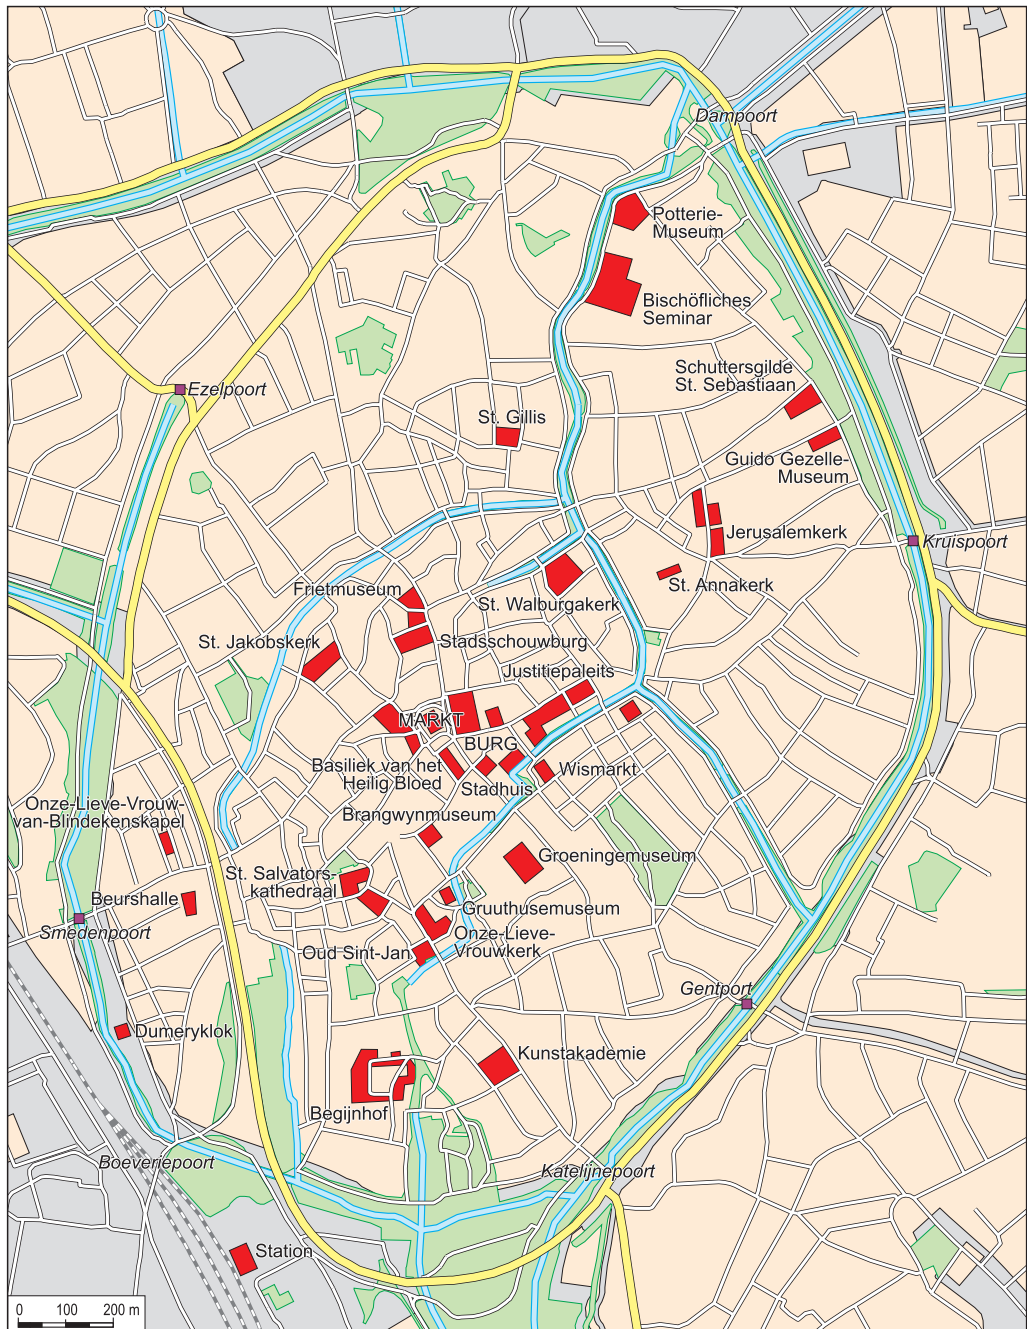 Dampoort
Potterie-
Museum
Bischöfliches
Seminar
Schuttersgilde
St. Sebastiaan
Ezelpoort
St. Gillis
Guido Gezelle-
Museum
Jerusalemkerk
Kruispoort
St. Annakerk
Frietmuseum
St. Walburgakerk
St. Jakobskerk
Stadsschouwburg
Justitiepaleits
MARKT
BURG
Basiliek van het
Heilig Bloed
Wismarkt
Stadhuis
Onze-Lieve-Vrouw-
van-Blindekenskapel
Brangwynmuseum
Groeningemuseum
St. Salvators-
kathedraal
Beurshalle
Gruuthusemuseum
Smedenpoort
Onze-Lieve-
Vrouwkerk
Oud Sint-Jan
Gentport
Dumeryklok
Kunstakademie
Begijnhof
Boeveriepoort
Katelijnepoort
Station
0 100 200 m